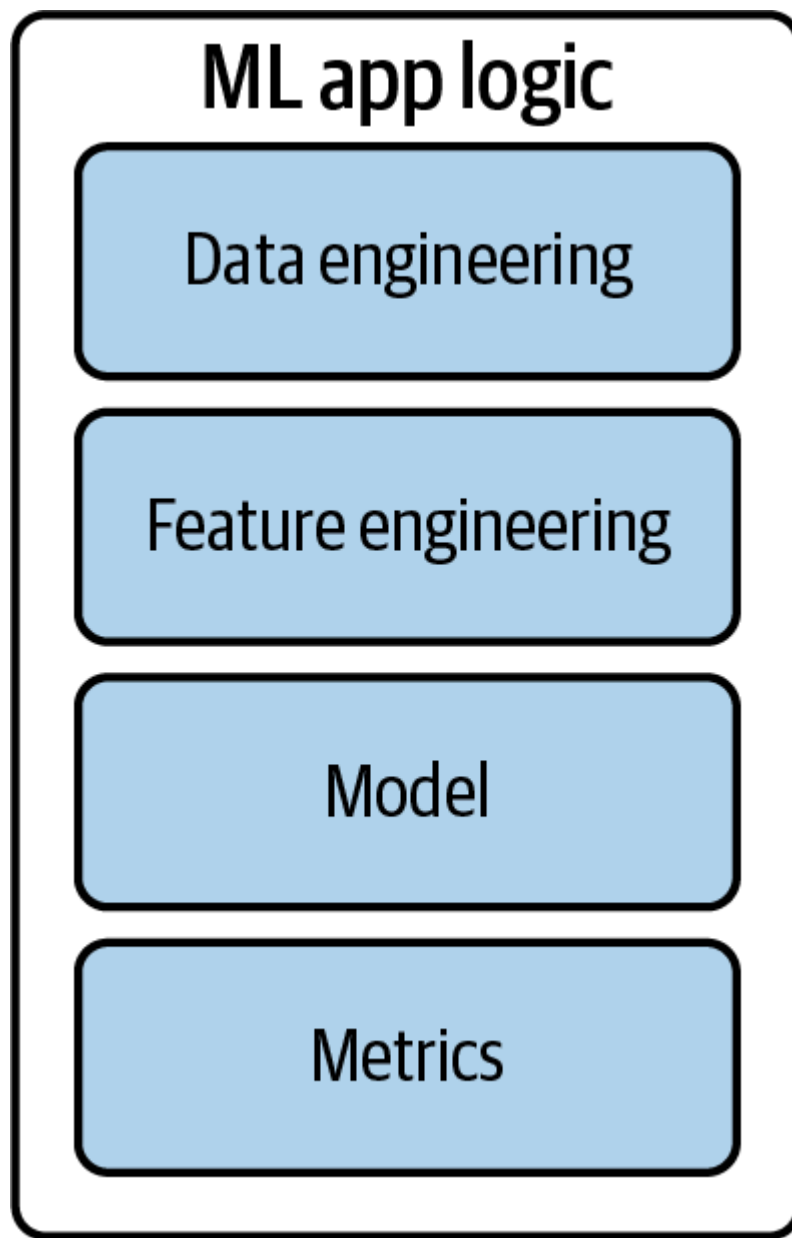 ML app logic
Data engineering
Feature engineering
Model
Metrics